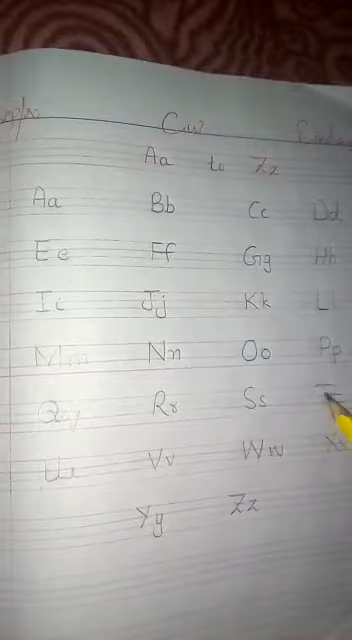 Cw
Aa to Zz
Aa Bb Cc Dd
Ee Ff Gg Hh
Ii Jj Kk Ll
Mm Nn Oo Pp
Qq Rr Ss
Uu Vv Ww Xx
Yy Zz